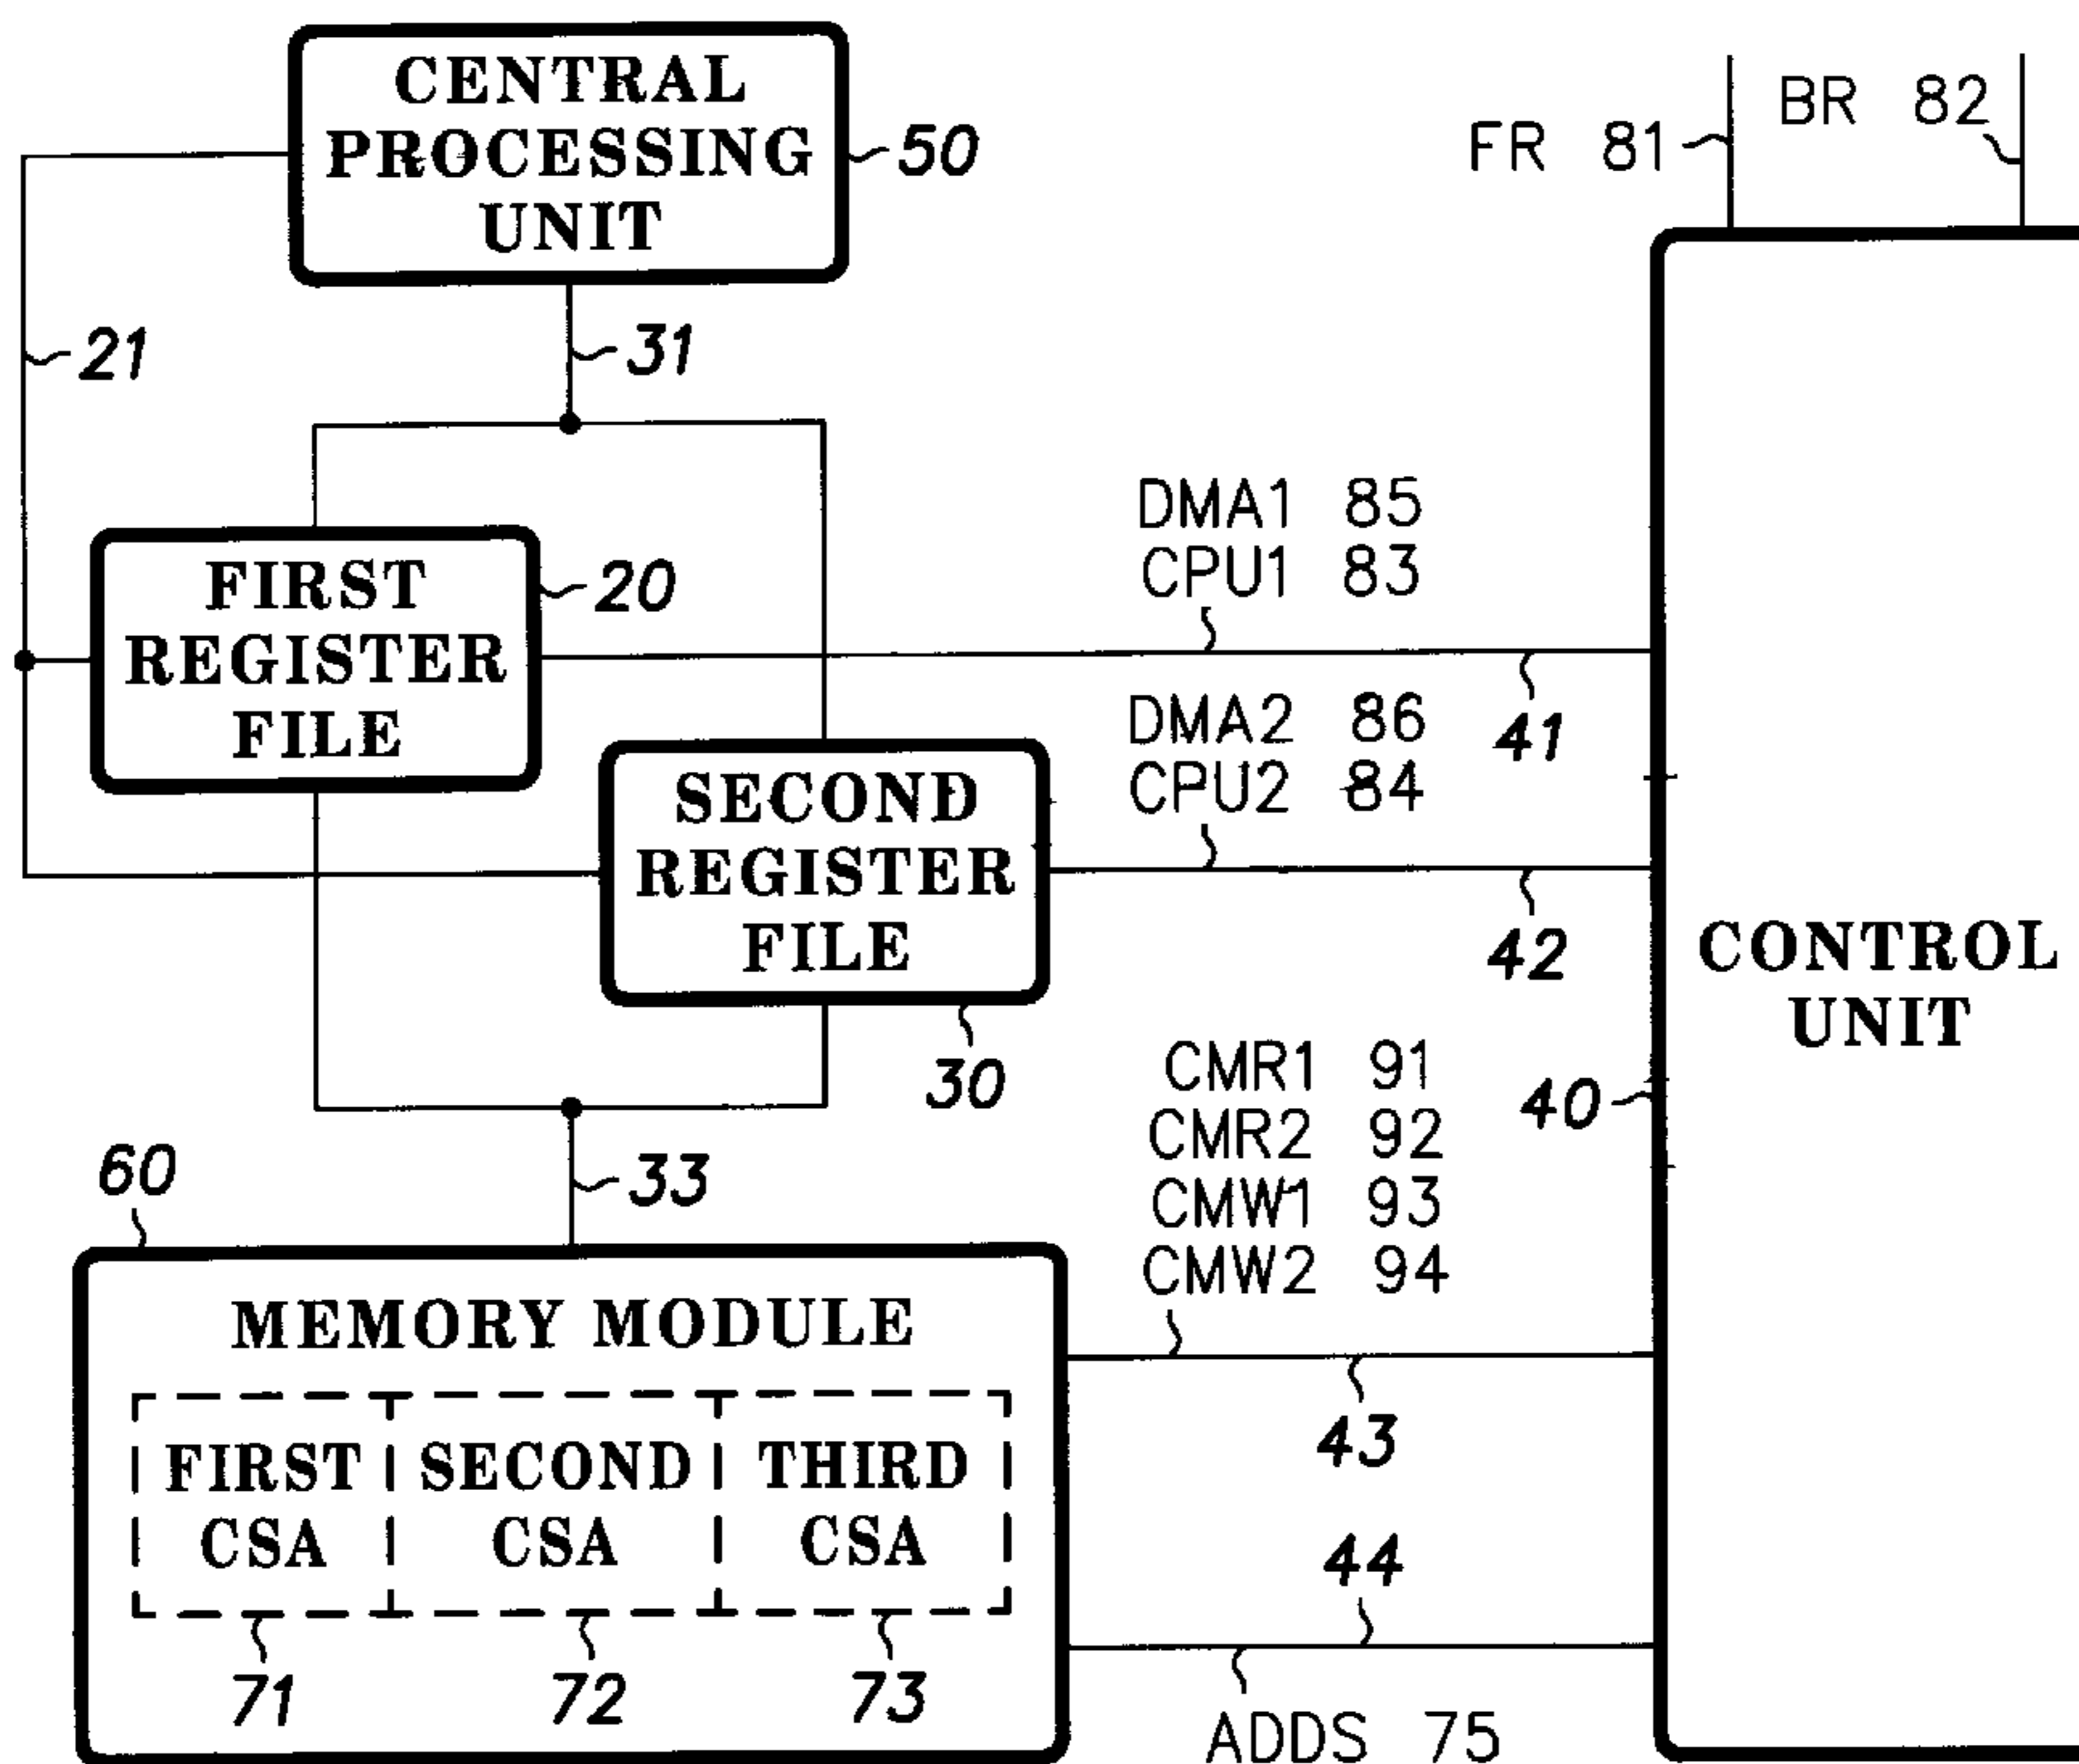 CENTRAL
PROCESSING
UNIT
50
FR 81
BR 82
21
31
FIRST
REGISTER
FILE
20
DMA1 85
CPU1 83
41
DMA2 86
CPU2 84
42
SECOND
REGISTER
FILE
30
CONTROL
UNIT
40
CMR1 91
CMR2 92
CMW1 93
CMW2 94
43
33
60
MEMORY MODULE
FIRST
CSA
SECOND
CSA
THIRD
CSA
71
72
73
44
ADDS 75